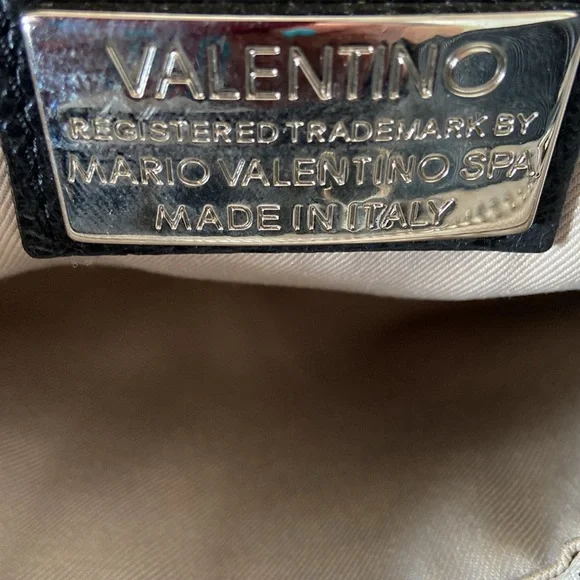 VALENTINO
REGISTERED TRADEMARK BY
MARIO VALENTINO SPA.
MADE IN ITALY